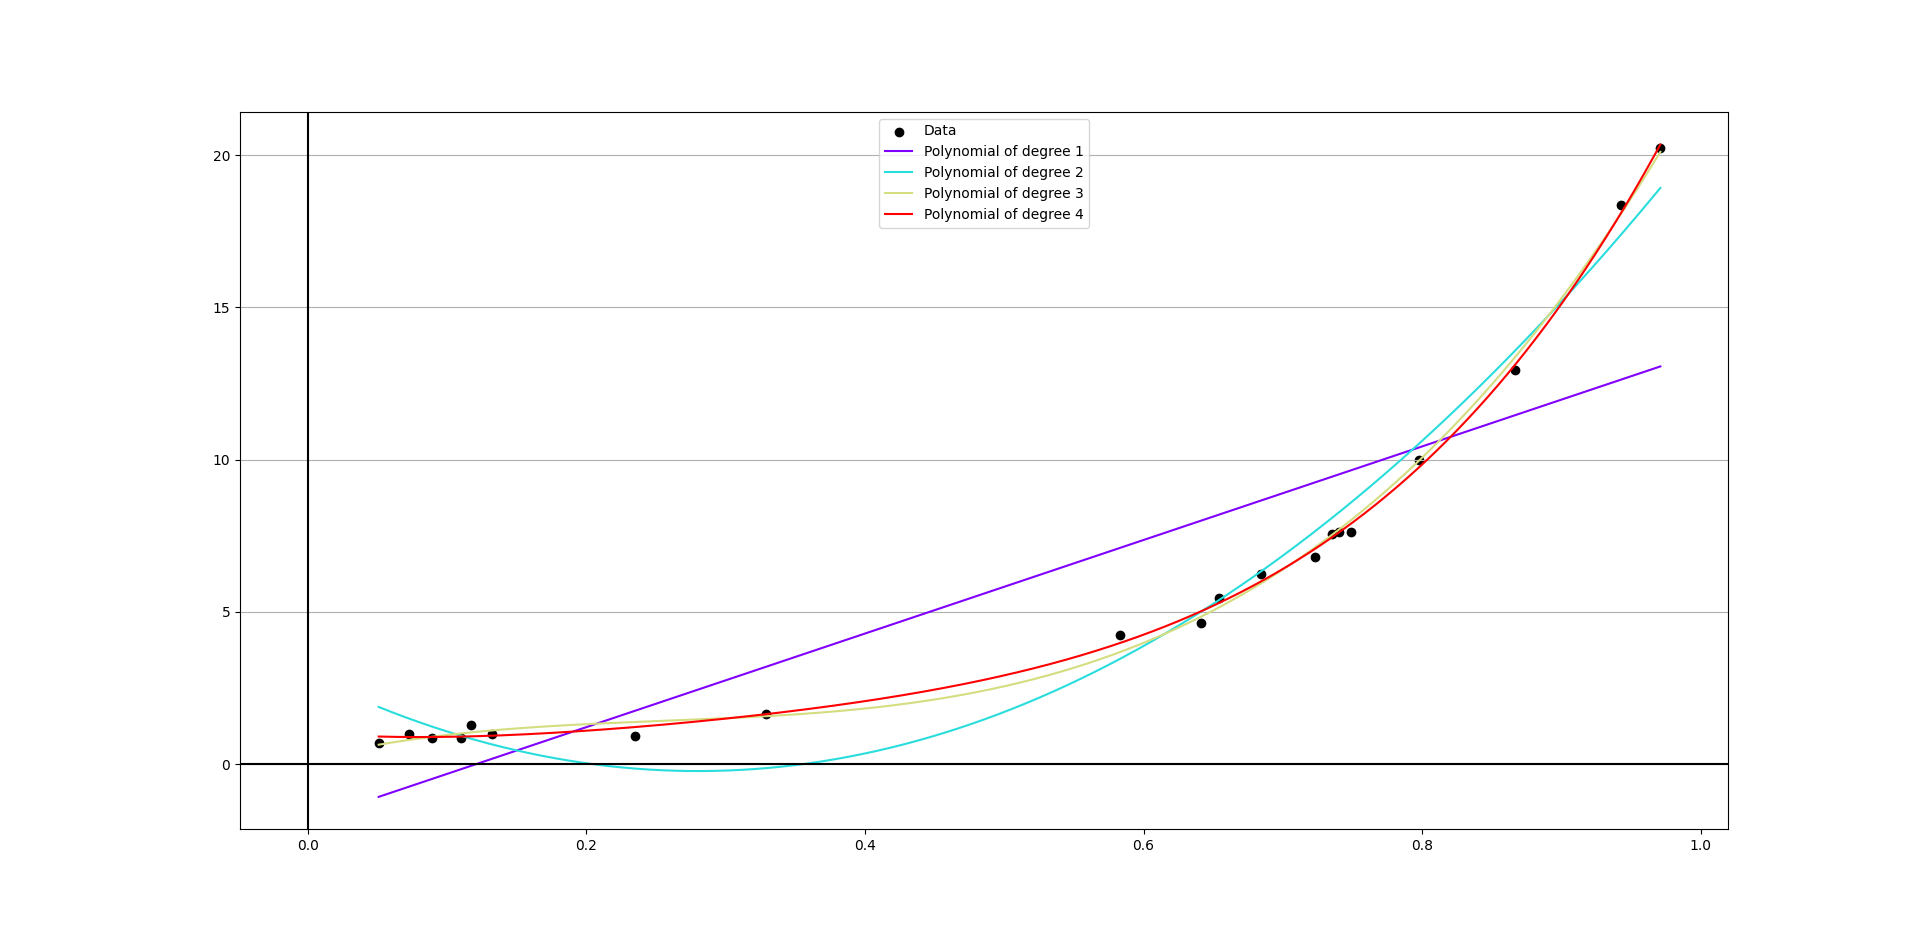 Data
Polynomial of degree 1
Polynomial of degree 2
Polynomial of degree 3
Polynomial of degree 4
20
15
10
5
0
0.0 0.2 0.4 0.6 0.8 1.0